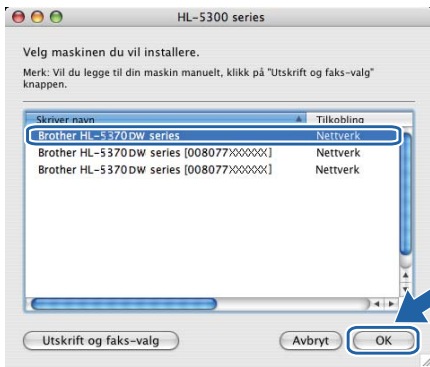 HL-5300 series
Velg maskinen du vil installere.
Merk: Vil du legge til din maskin manuelt, klikk på "Utskrift og faks-valg"
knappen.
Skriver navn Tilkobling
Brother HL-5370DW series Nettverk
Brother HL-5370DW series [008077XXXXXX] Nettverk
Brother HL-5370DW series [008077XXXXXX] Nettverk
Utskrift og faks-valg Avbryt OK